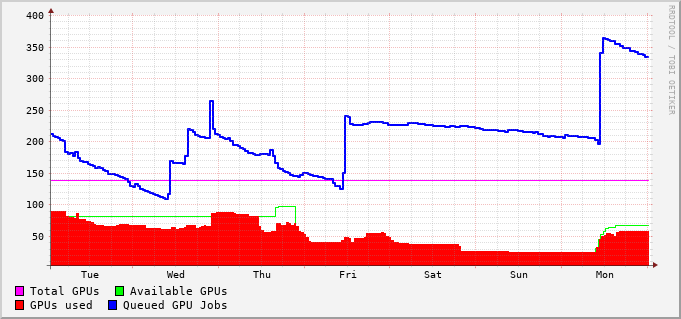 400
350
300
250
200
150
100
50
Tue Wed Thu Fri Sat Sun Mon
Total GPUs Available GPUs
GPUs used Queued GPU Jobs
RRDTOOL / TOBI OETIKER